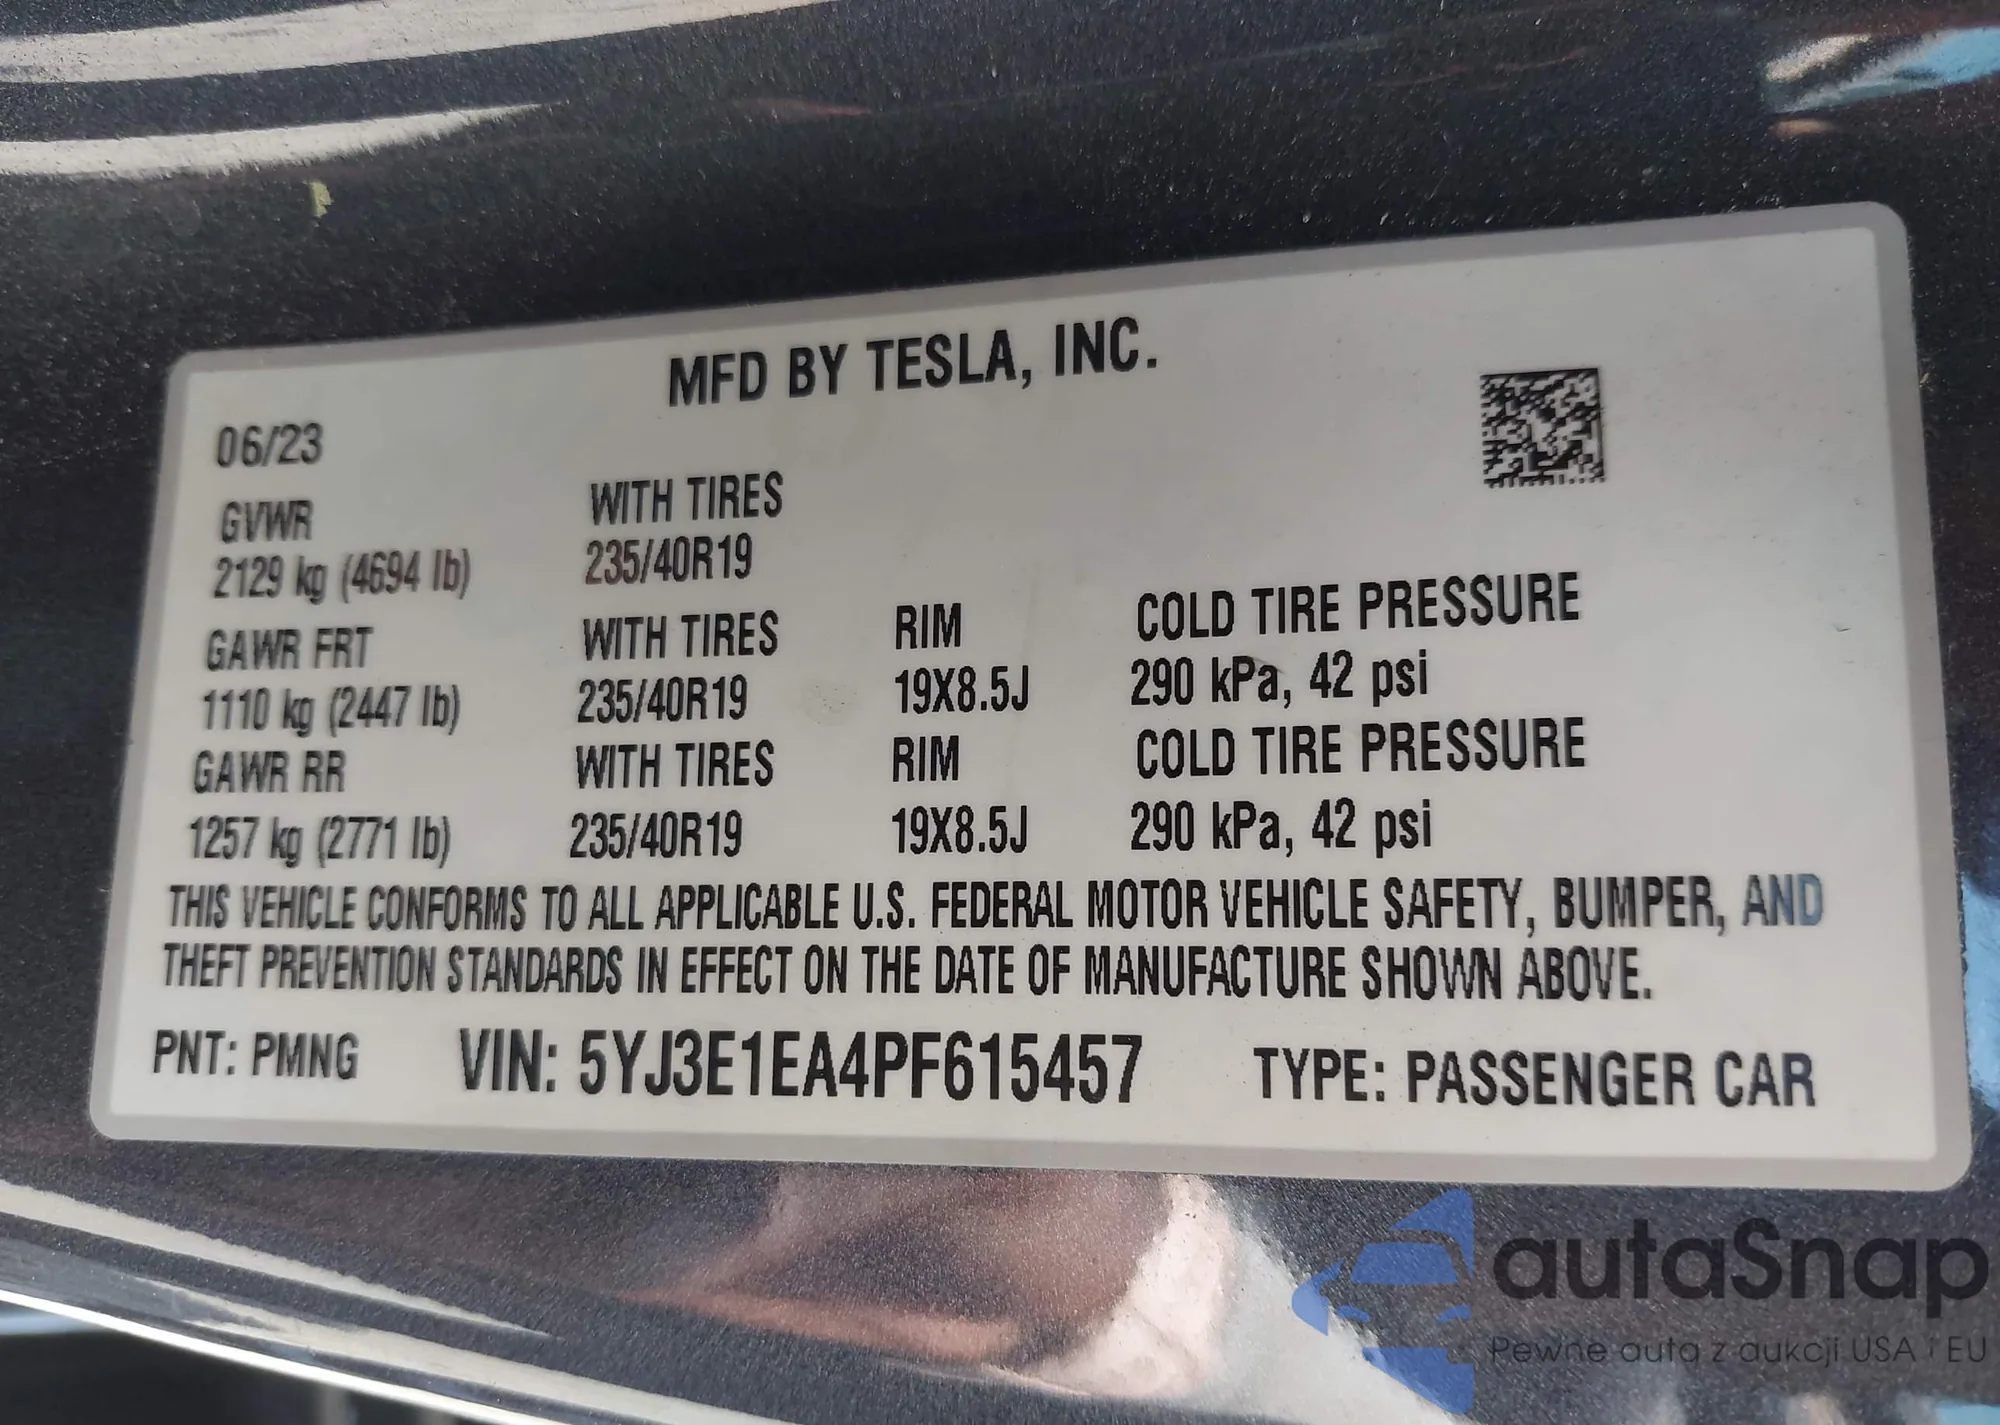 MFD BY TESLA, INC.
06/23
GVWR WITH TIRES
2129 kg (4694 lb) 235/40R19
GAWR FRT WITH TIRES RIM COLD TIRE PRESSURE
1110 kg (2447 lb) 235/40R19 19X8.5J 290 kPa, 42 psi
GAWR RR WITH TIRES RIM COLD TIRE PRESSURE
1257 kg (2771 lb) 235/40R19 19X8.5J 290 kPa, 42 psi
THIS VEHICLE CONFORMS TO ALL APPLICABLE U.S. FEDERAL MOTOR VEHICLE SAFETY, BUMPER, AND
THEFT PREVENTION STANDARDS IN EFFECT ON THE DATE OF MANUFACTURE SHOWN ABOVE.
PNT: PMNG VIN: 5YJ3E1EA4PF615457 TYPE: PASSENGER CAR
autaSnap
Pewne auta z aukcji USA i EU